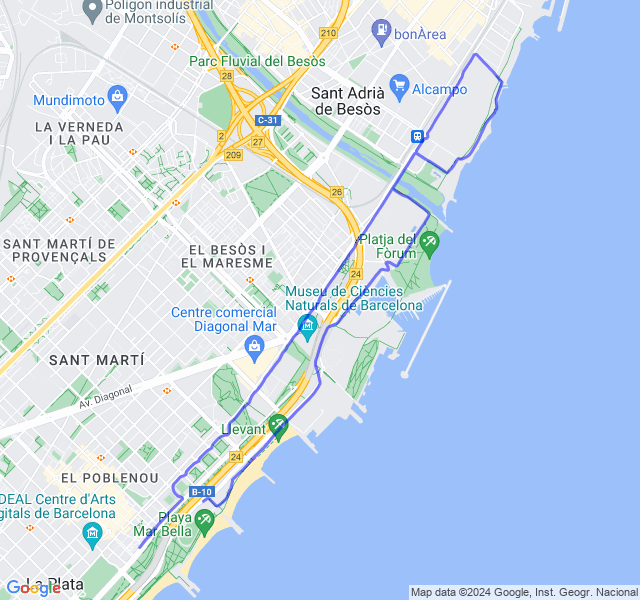 Polígon industrial
de Montsolís
210
bonÀrea
Parc Fluvial del Besòs
28
Sant Adrià
de Besòs
Alcampo
Mundimoto
C-31
LA VERNEDA
I LA PAU
2
27
209
26
SANT MARTÍ DE
PROVENÇALS
EL BESÒS I
EL MARESME
Platja del
Fòrum
24
Museu de Ciències
Naturals de Barcelona
Centre comercial
Diagonal Mar
SANT MARTÍ
Av. Diagonal
Llevant
24
EL POBLENOU
B-10
DEAL Centre d'Arts
gitals de Barcelona
Playa
Mar Bella
La Plata
Google
Map data ©2024 Google, Inst. Geogr. Nacional